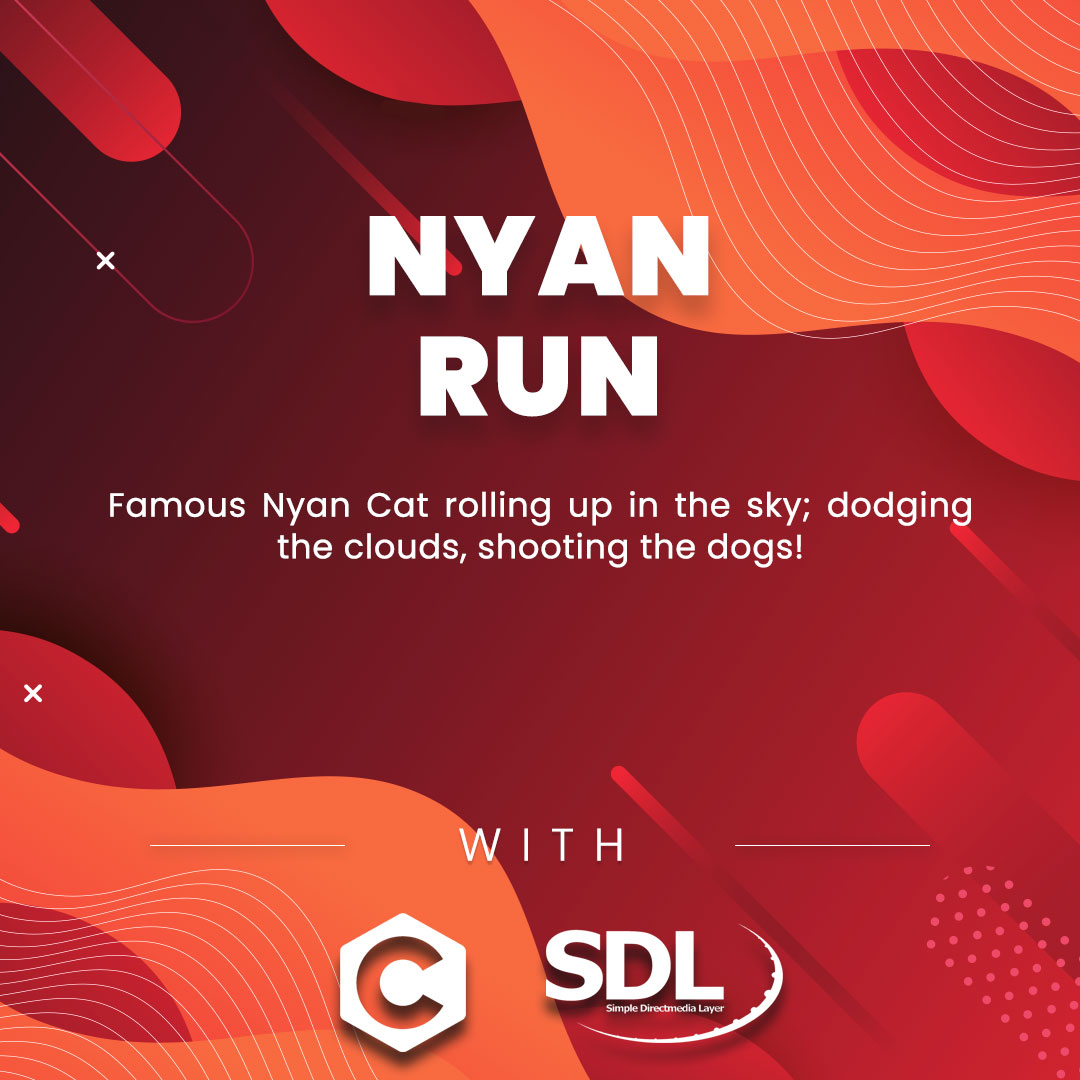 NYAN
RUN
Famous Nyan Cat rolling up in the sky; dodging
the clouds, shooting the dogs!
WITH
C
SDL
Simple Directmedia Layer